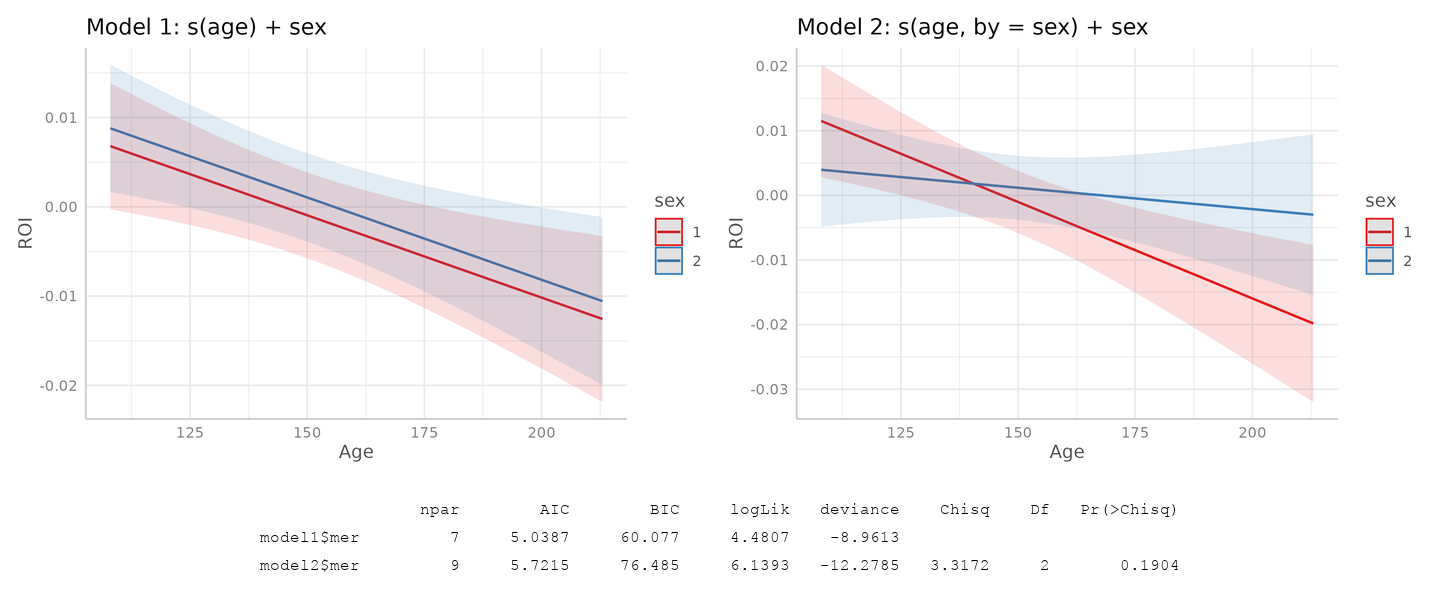 Model 1: s(age) + sex
ROI
0.01
0.00
-0.01
-0.02
125 150 175 200
Age
sex
1
2
Model 2: s(age, by = sex) + sex
ROI
0.02
0.01
0.00
-0.01
-0.02
-0.03
125 150 175 200
Age
sex
1
2
npar AIC BIC logLik deviance Chisq Df Pr(>Chisq)
model1$mer 7 5.0387 60.077 4.4807 -8.9613
model2$mer 9 5.7215 76.485 6.1393 -12.2785 3.3172 2 0.1904